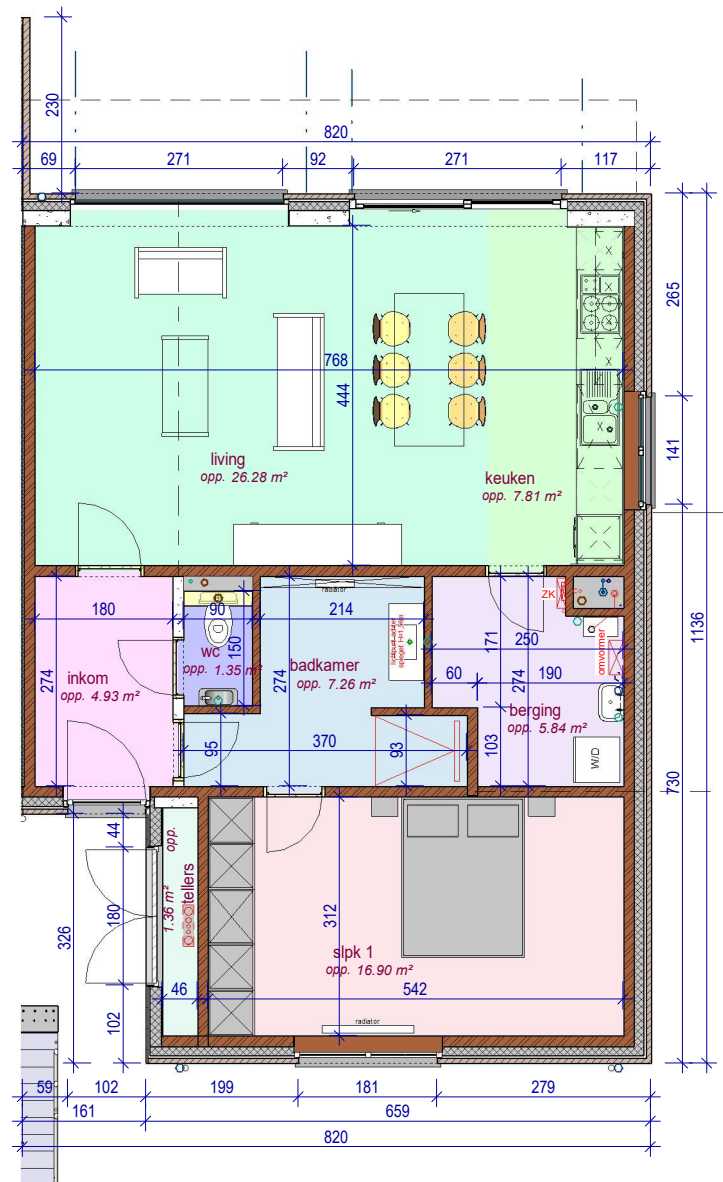 230
820
69 271 92 271 117
265
768
444
141
living
opp. 26.28 m²
keuken
opp. 7.81 m²
1136
radiator
ZK
180
90
214
150
171
250
274
wc
opp. 1.35 m²
badkamer
opp. 7.26 m²
inkom
opp. 4.93 m²
274
60
274
190
omvormer
berging
opp. 5.84 m²
95
370
93
103
W/D
730
44
opp.
1.36 m²
tellers
180
326
312
slpk 1
opp. 16.90 m²
46
542
102
radiator
59 102 199 181 279
161 659
820